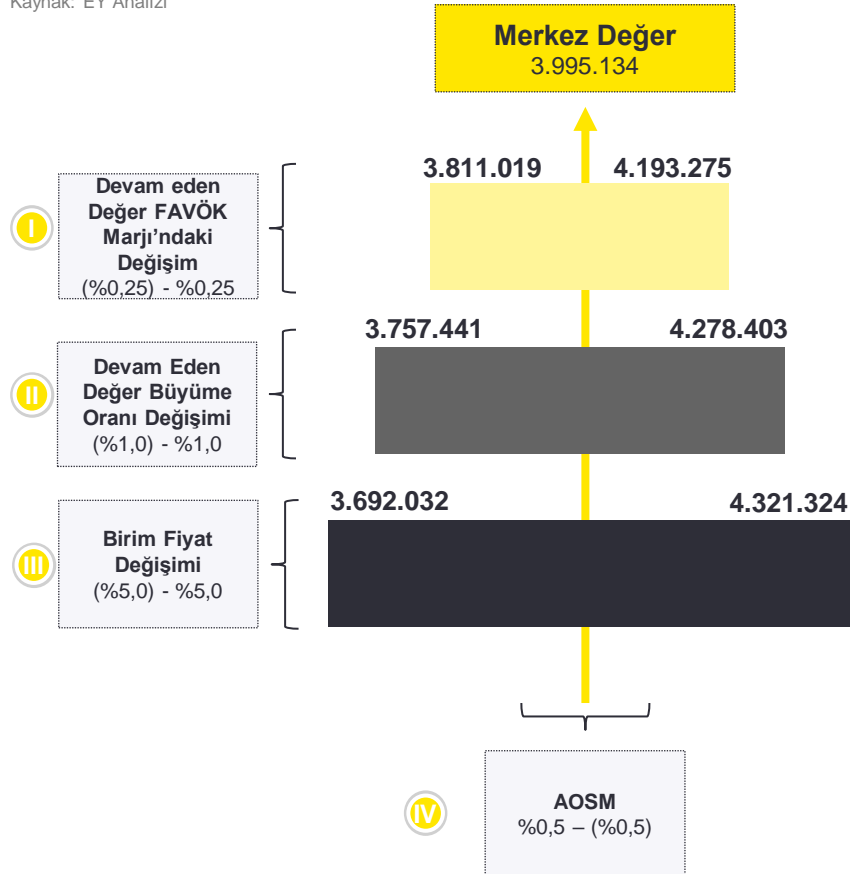 Kaynak: EY Analizi
Merkez Değer
3.995.134
3.811.019 4.193.275
I
Devam eden
Değer FAVÖK
Marjı’ndaki
Değişim
(%0,25) - %0,25
3.757.441 4.278.403
II
Devam Eden
Değer Büyüme
Oranı Değişimi
(%1,0) - %1,0
3.692.032 4.321.324
III
Birim Fiyat
Değişimi
(%5,0) - %5,0
IV
AOSM
%0,5 – (%0,5)